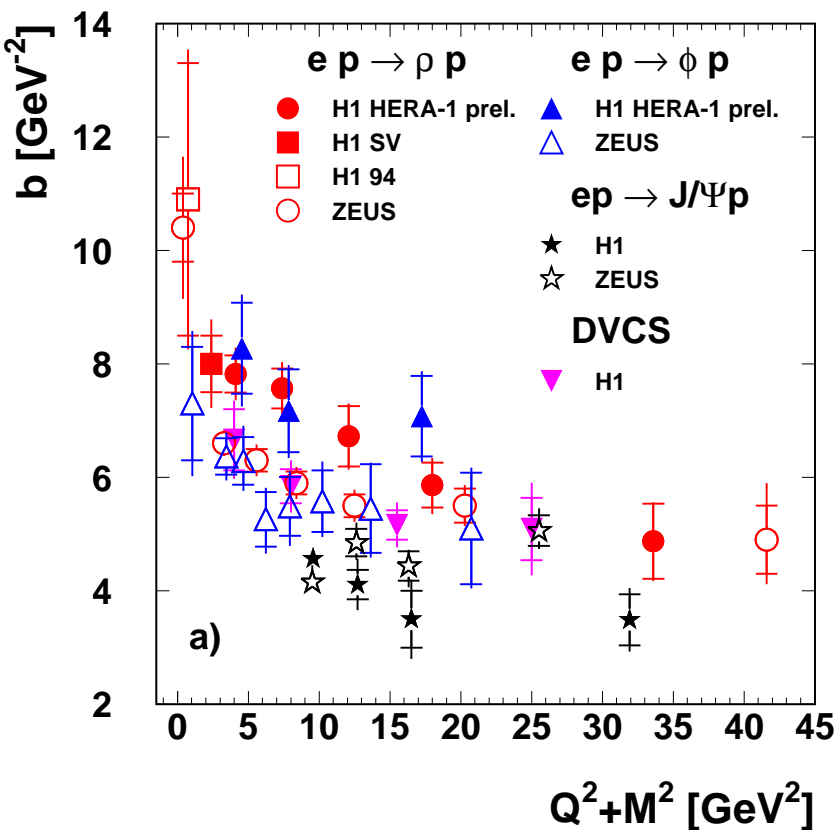 b [GeV⁻²]
14
12
10
8
6
4
2
e p → ρ p
H1 HERA-1 prel.
H1 SV
H1 94
ZEUS
e p → ϕ p
H1 HERA-1 prel.
ZEUS
ep → J/Ψp
H1
ZEUS
DVCS
H1
a)
0 5 10 15 20 25 30 35 40 45
Q²+M² [GeV²]